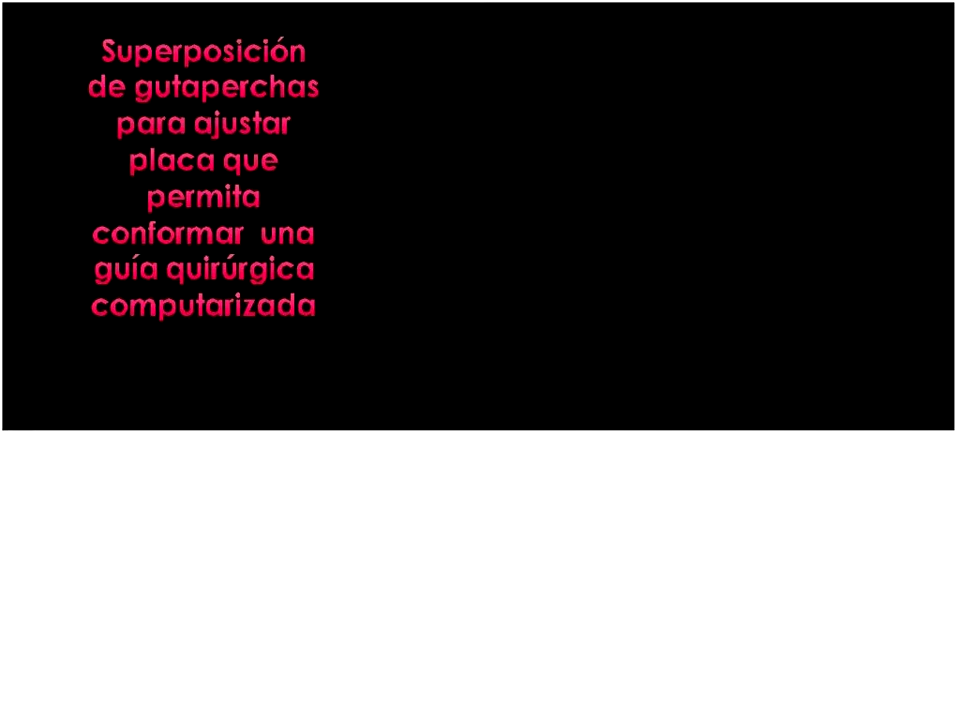 Superposición
de gutaperchas
para ajustar
placa que
permita
conformar  una
guía quirúrgica
computarizada